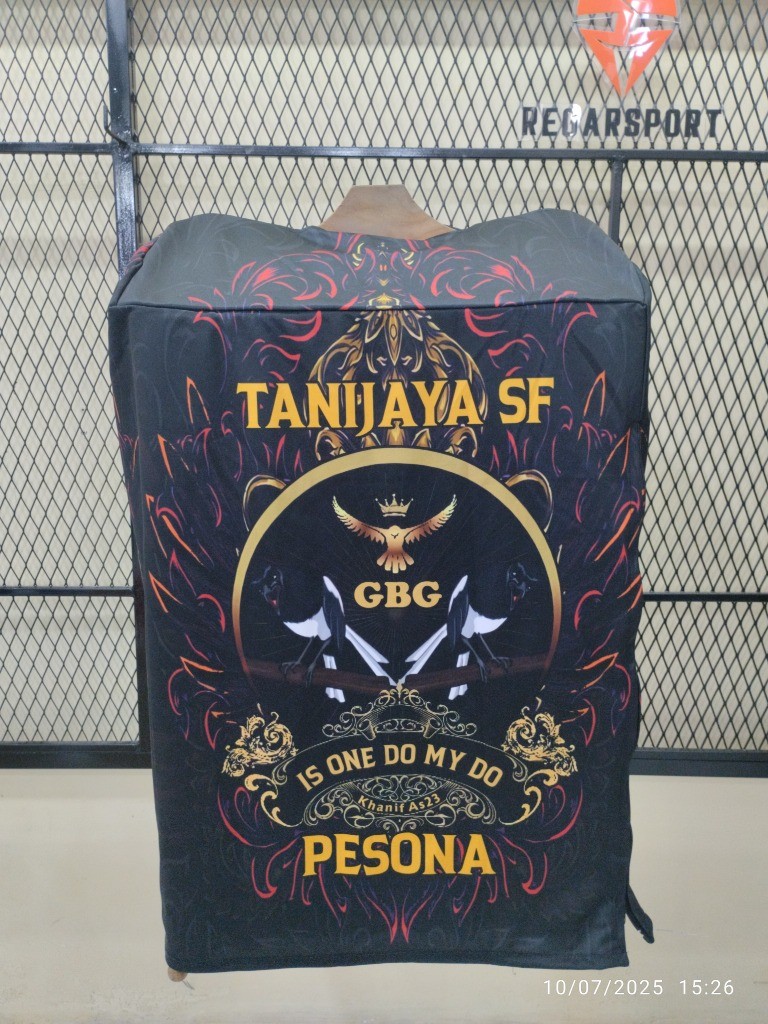 REGARSPORT
TANIJAYA SF
GBG
IS ONE DO MY DO
Khanif As23
PESONA
10/07/2025 15:26